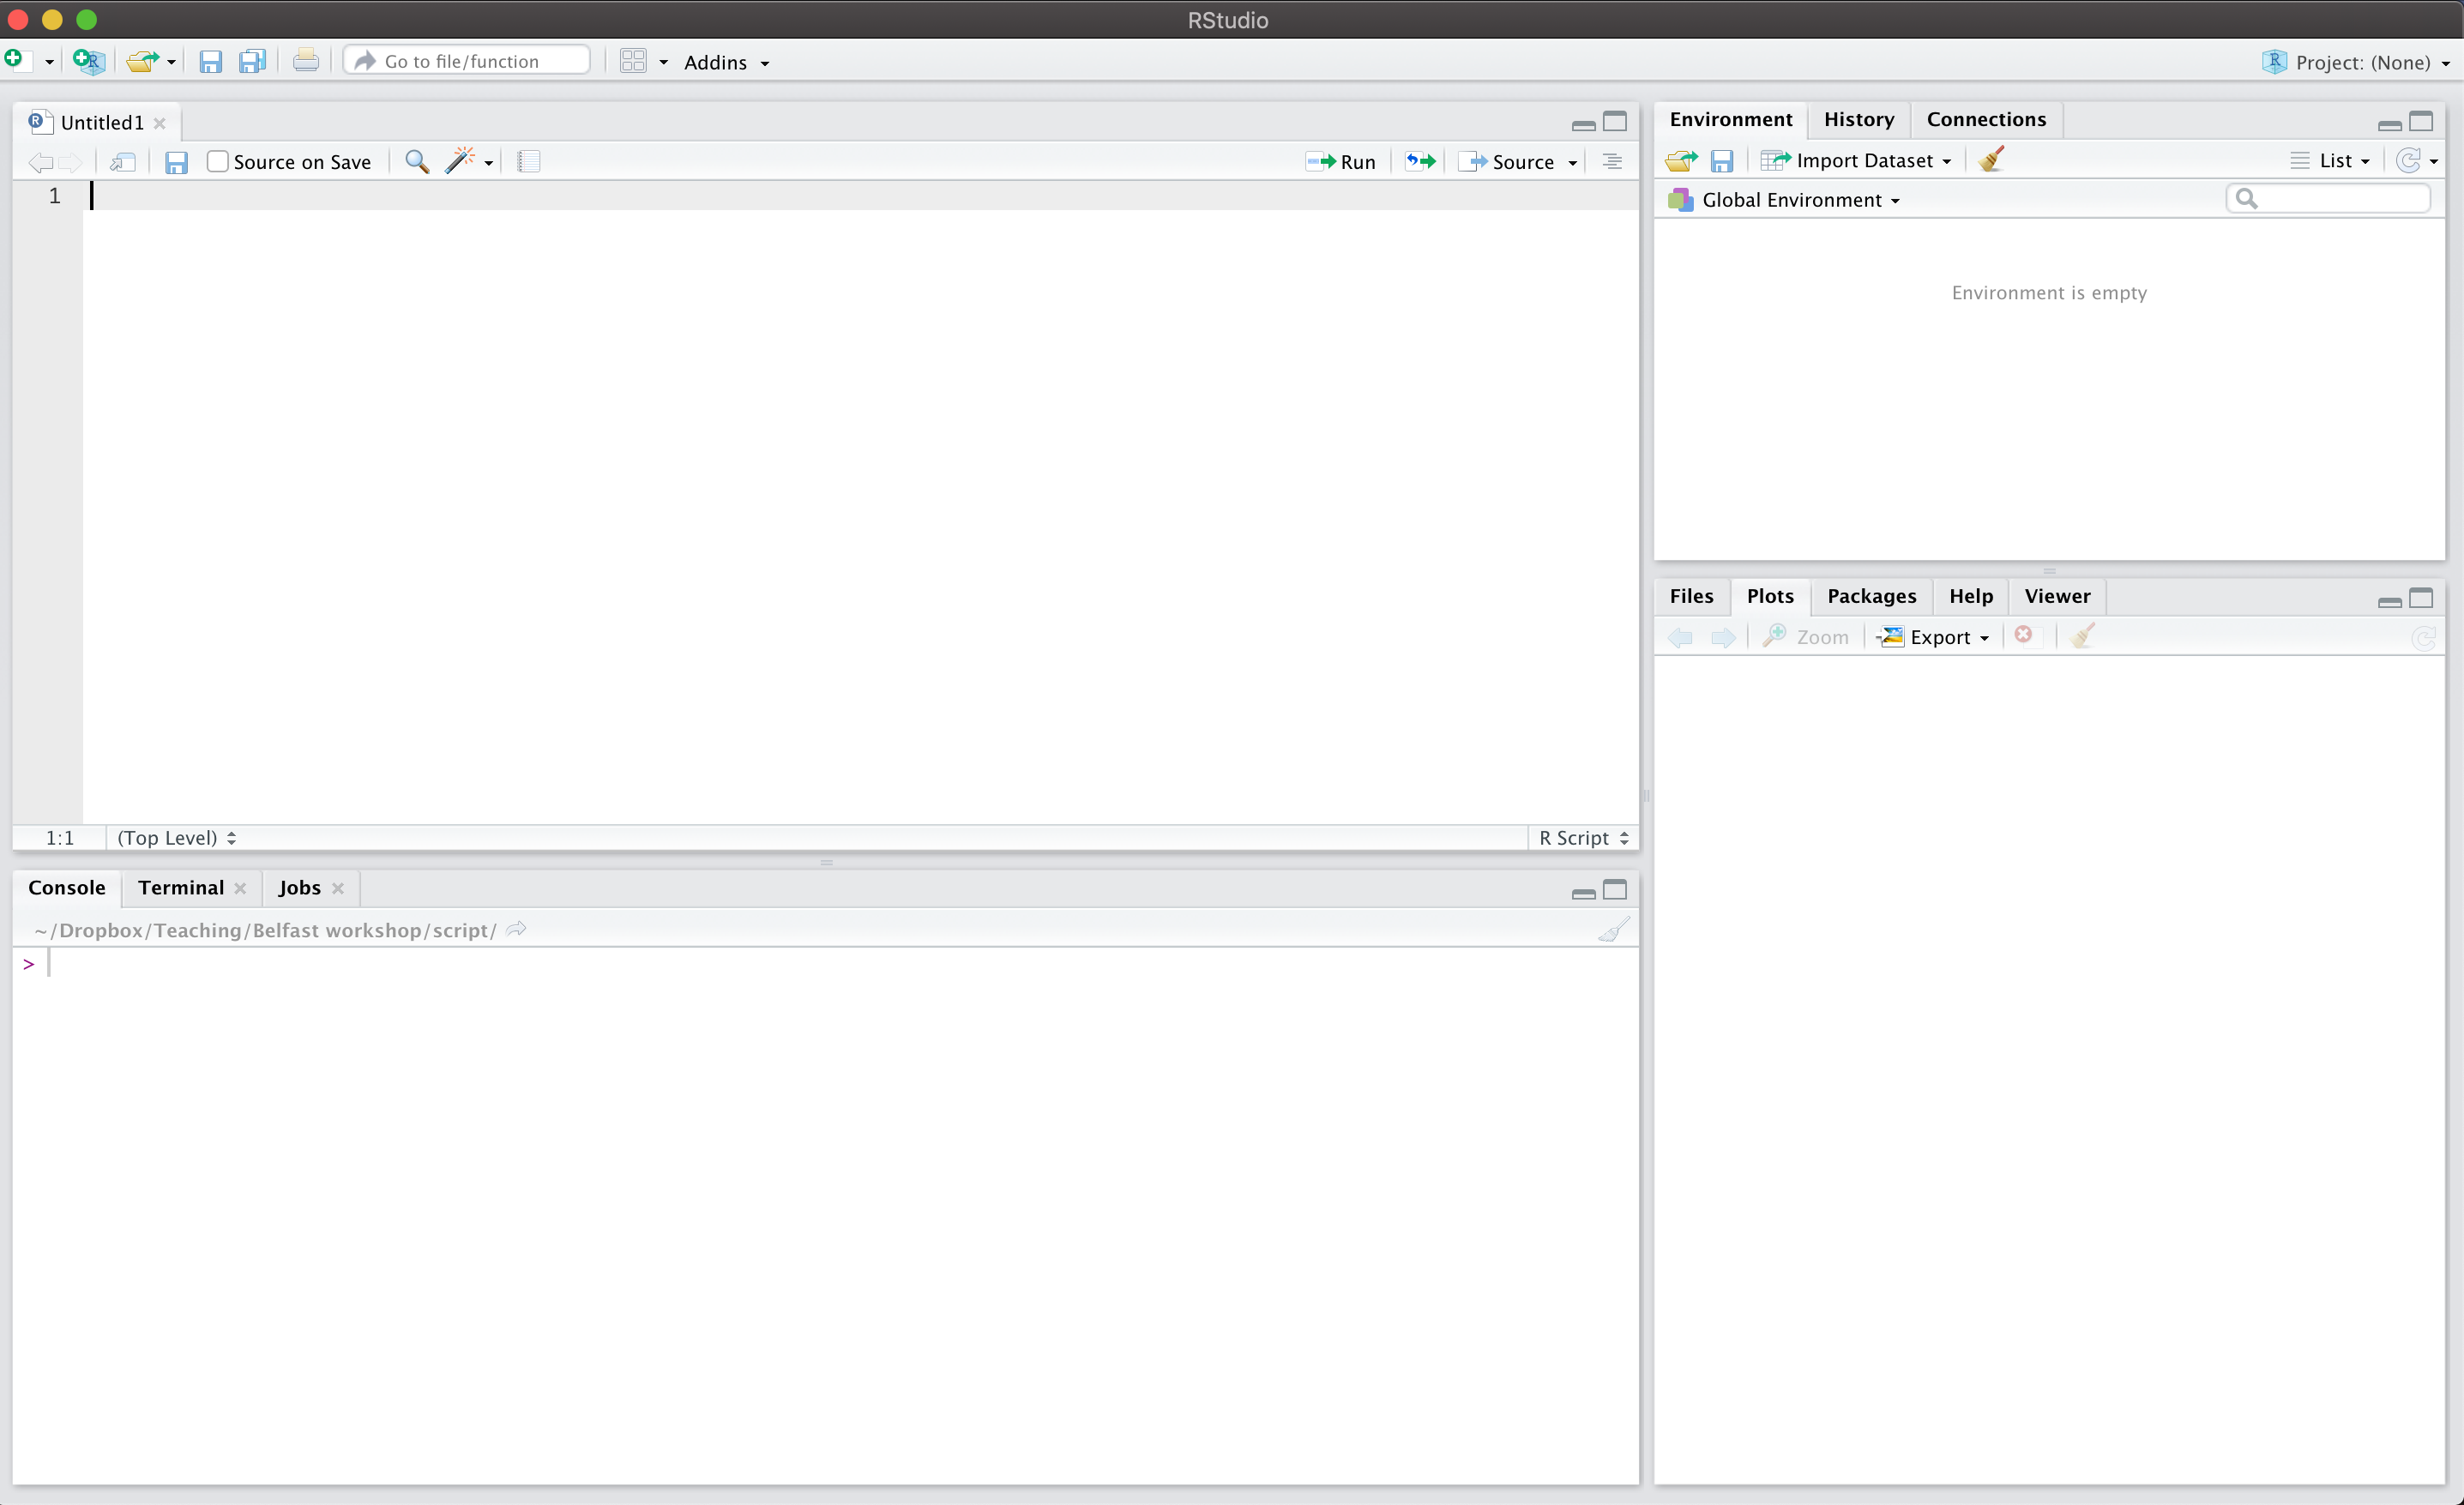 RStudio
Go to file/function Addins Project: (None)
Untitled1
Source on Save Run Source
1
1:1 (Top Level) R Script
Console Terminal Jobs
~/Dropbox/Teaching/Belfast workshop/script/
>
Environment History Connections
Import Dataset List
Global Environment
Environment is empty
Files Plots Packages Help Viewer
Zoom Export